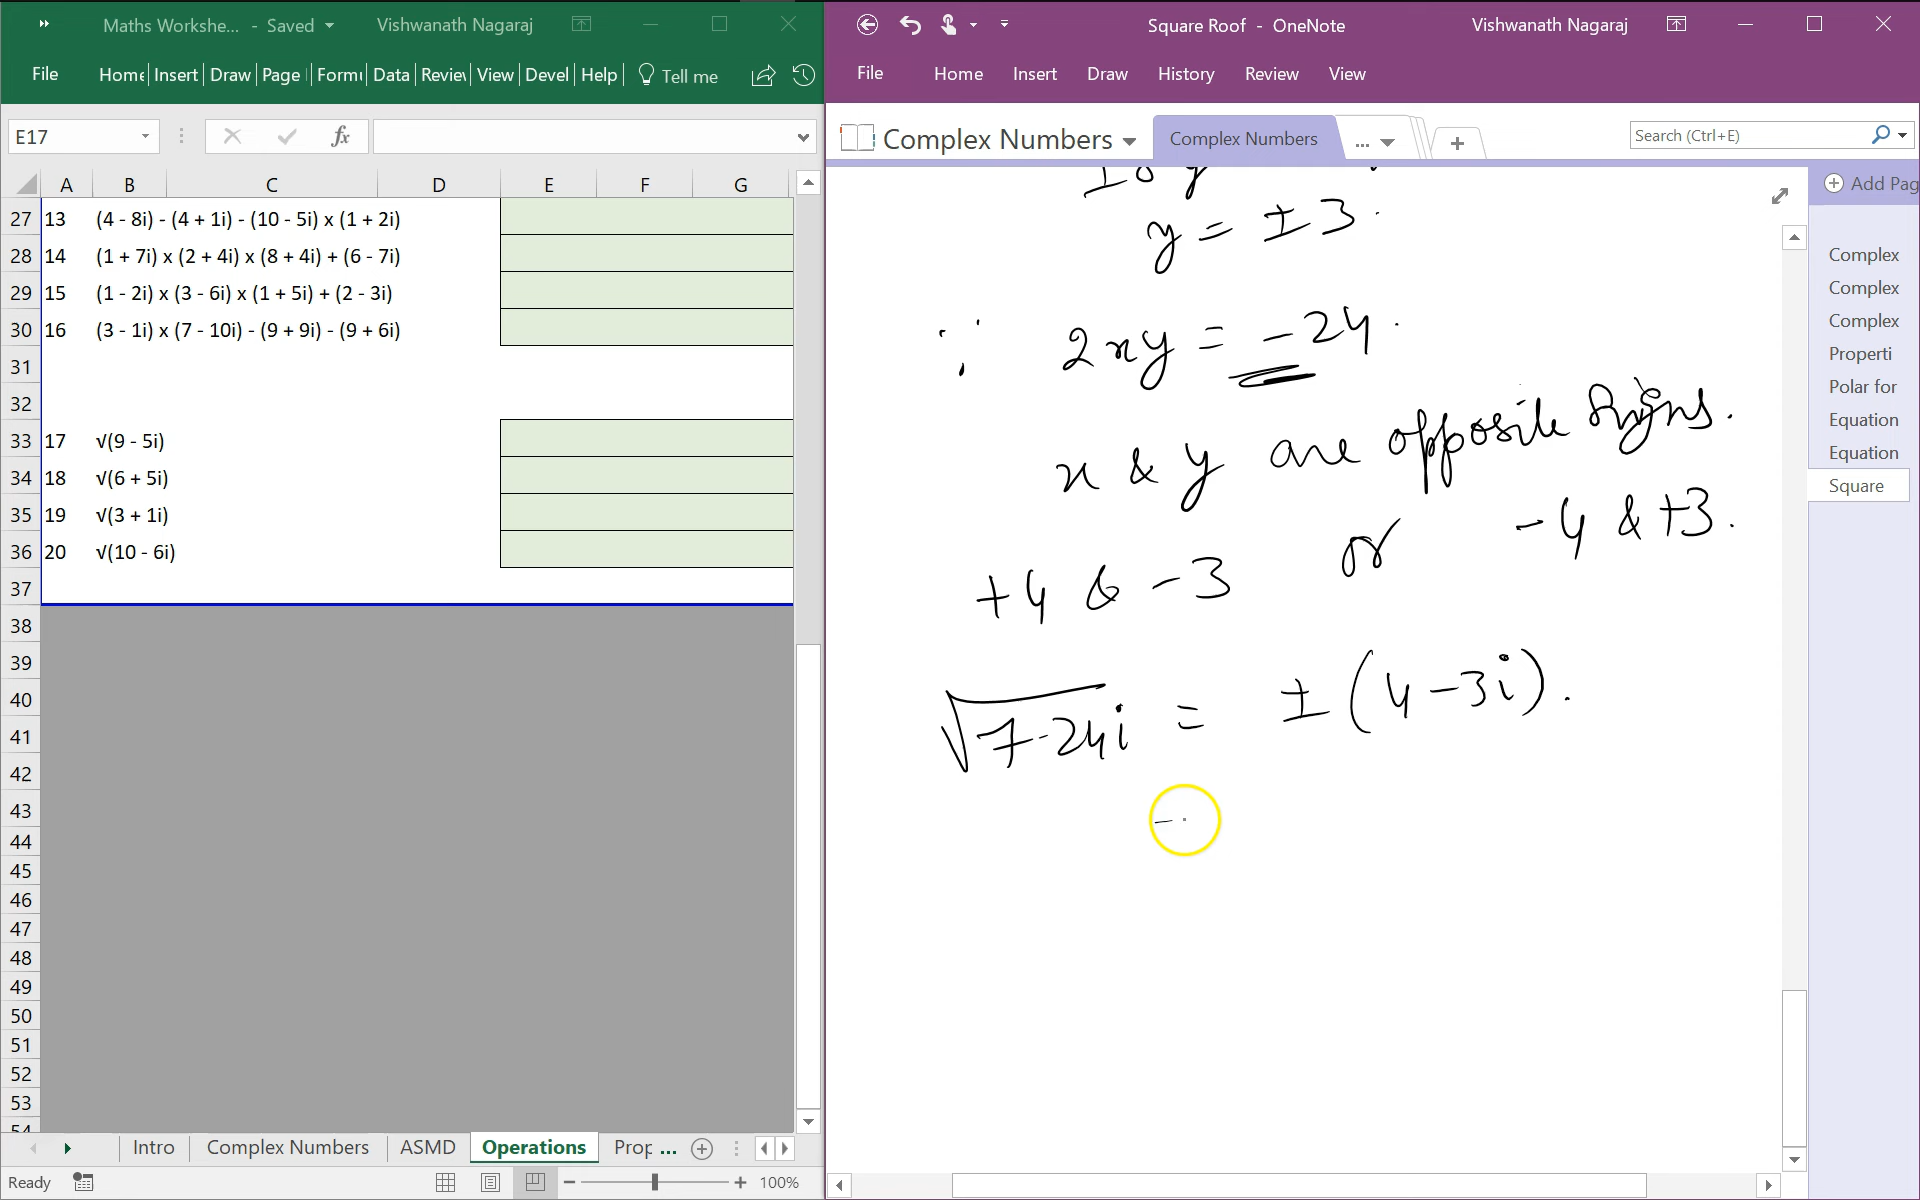 Maths Workshe... - Saved
Vishwanath Nagaraj
File Home Insert Draw Page Formu Data Review View Devel Help Tell me
E17
fx
A B C D E F G
27 13 (4 - 8i) - (4 + 1i) - (10 - 5i) x (1 + 2i)
28 14 (1 + 7i) x (2 + 4i) x (8 + 4i) + (6 - 7i)
29 15 (1 - 2i) x (3 - 6i) x (1 + 5i) + (2 - 3i)
30 16 (3 - 1i) x (7 - 10i) - (9 + 9i) - (9 + 6i)
31
32
33 17 √(9 - 5i)
34 18 √(6 + 5i)
35 19 √(3 + 1i)
36 20 √(10 - 6i)
37
38
39
40
41
42
43
44
45
46
47
48
49
50
51
52
53
54
Intro Complex Numbers ASMD Operations Prop ...
Ready
100%
Square Roof - OneNote
Vishwanath Nagaraj
File Home Insert Draw History Review View
Complex Numbers
Complex Numbers
...
Search (Ctrl+E)
y = ±3.
∵ 2xy = -24.
x & y are opposite signs.
+4 & -3 or -4 & +3.
√7-24i = ±(4-3i).
Add Pag
Complex
Complex
Complex
Properti
Polar for
Equation
Equation
Square